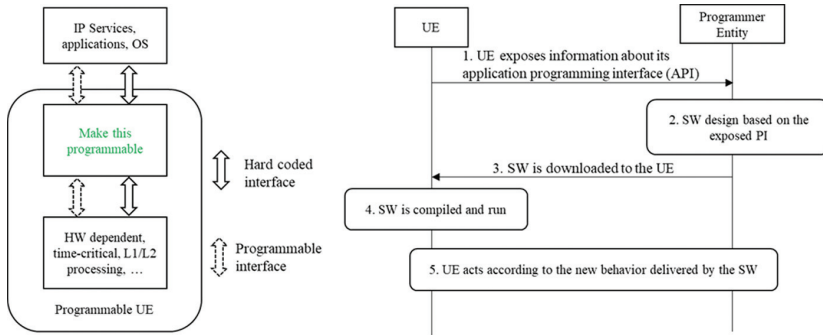 IP Services,
applications, OS
Make this
programmable
HW dependent,
time-critical, L1/L2
processing, …
Programmable UE
Hard coded
interface
Programmable
interface
UE
Programmer
Entity
1. UE exposes information about its
application programming interface (API)
2. SW design based on the
exposed PI
3. SW is downloaded to the UE
4. SW is compiled and run
5. UE acts according to the new behavior delivered by the SW